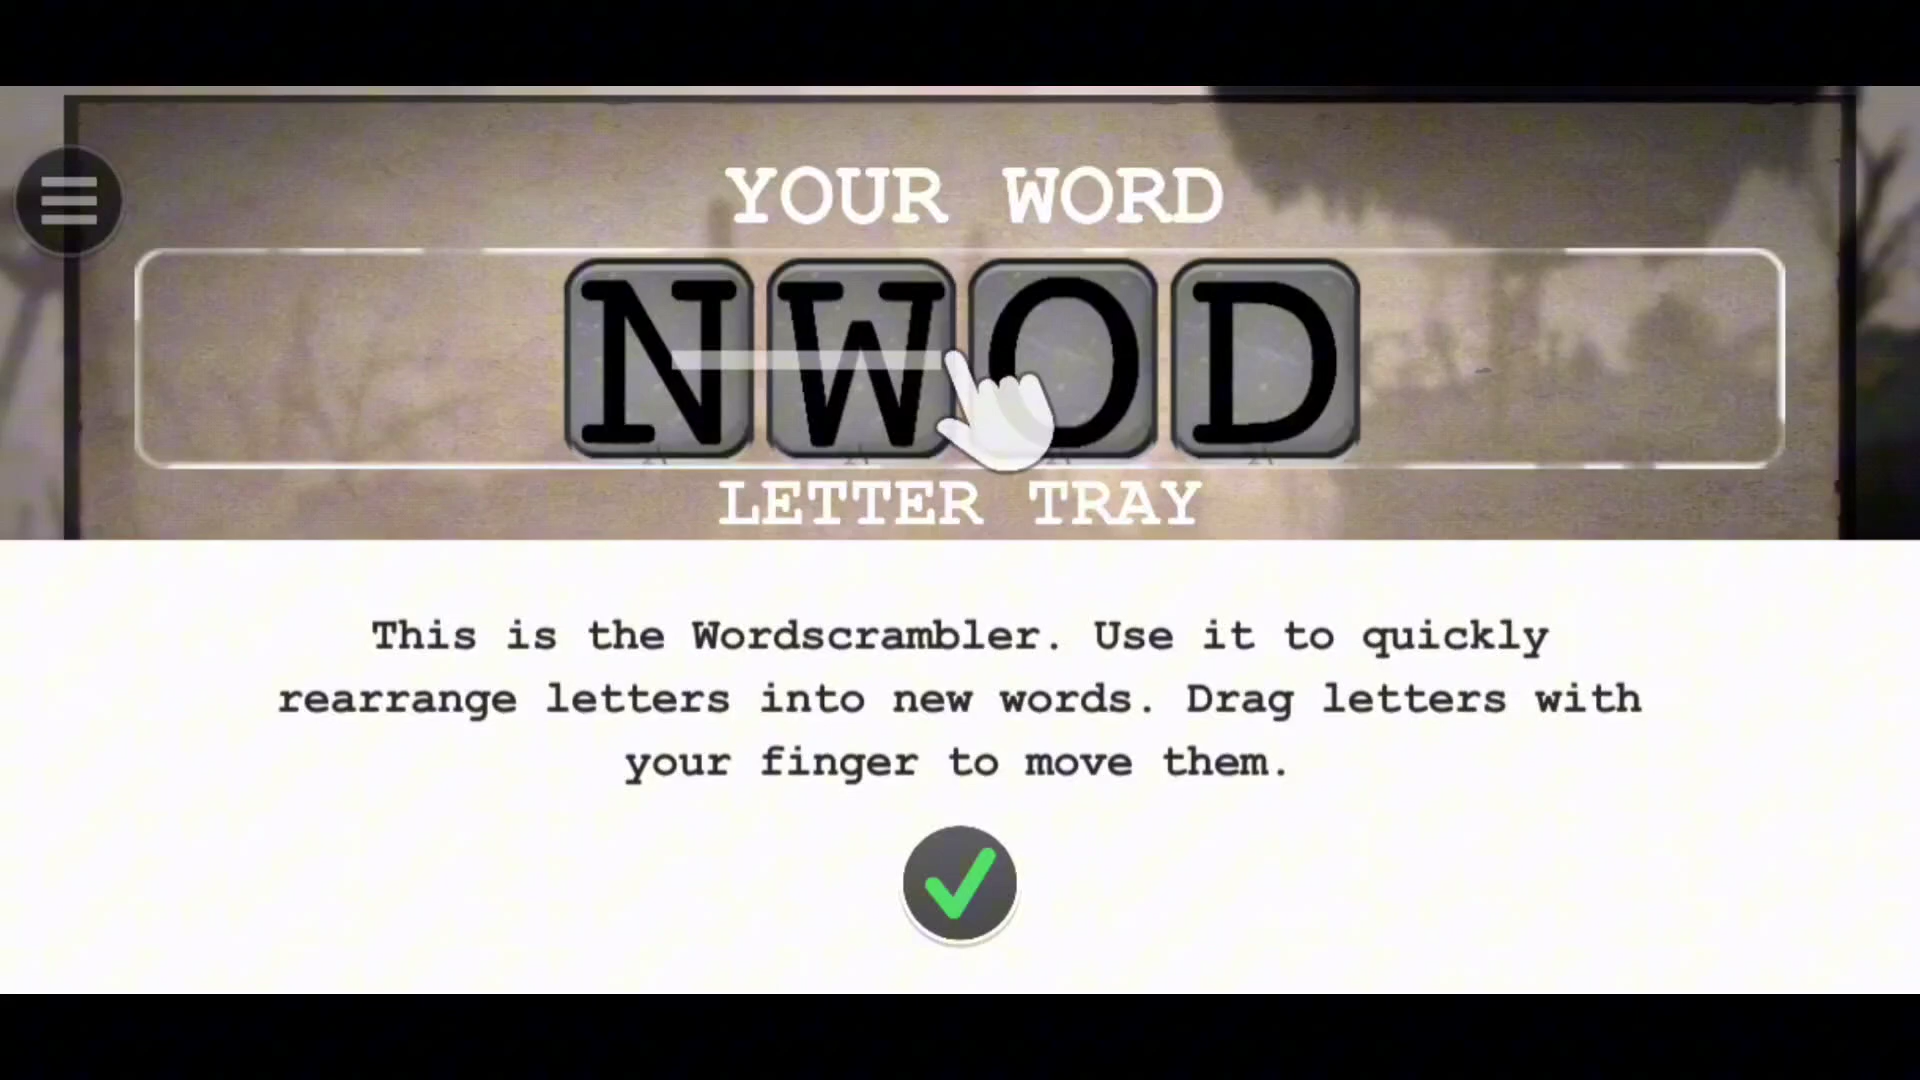 YOUR WORD
NWOD
LETTER TRAY
This is the Wordscrambler. Use it to quickly
rearrange letters into new words. Drag letters with
your finger to move them.